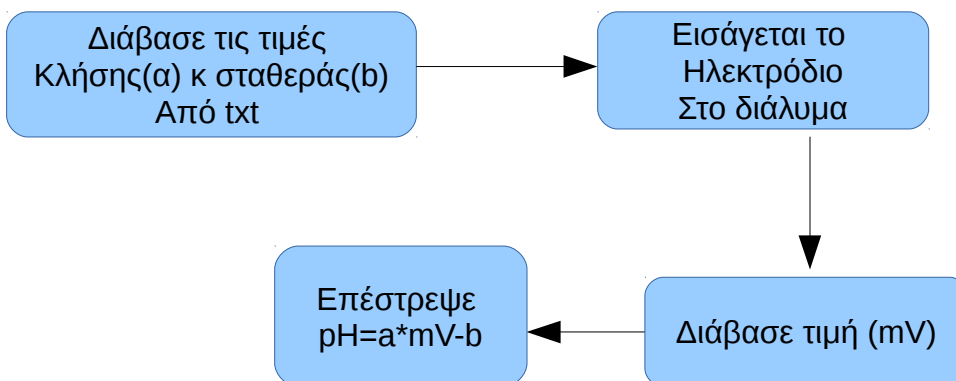 Διάβασε τις τιμές
Κλήσης(α) κ σταθεράς(b)
Από txt
Εισάγεται το
Ηλεκτρόδιο
Στο διάλυμα
Διάβασε τιμή (mV)
Επέστρεψε
pH=a*mV-b